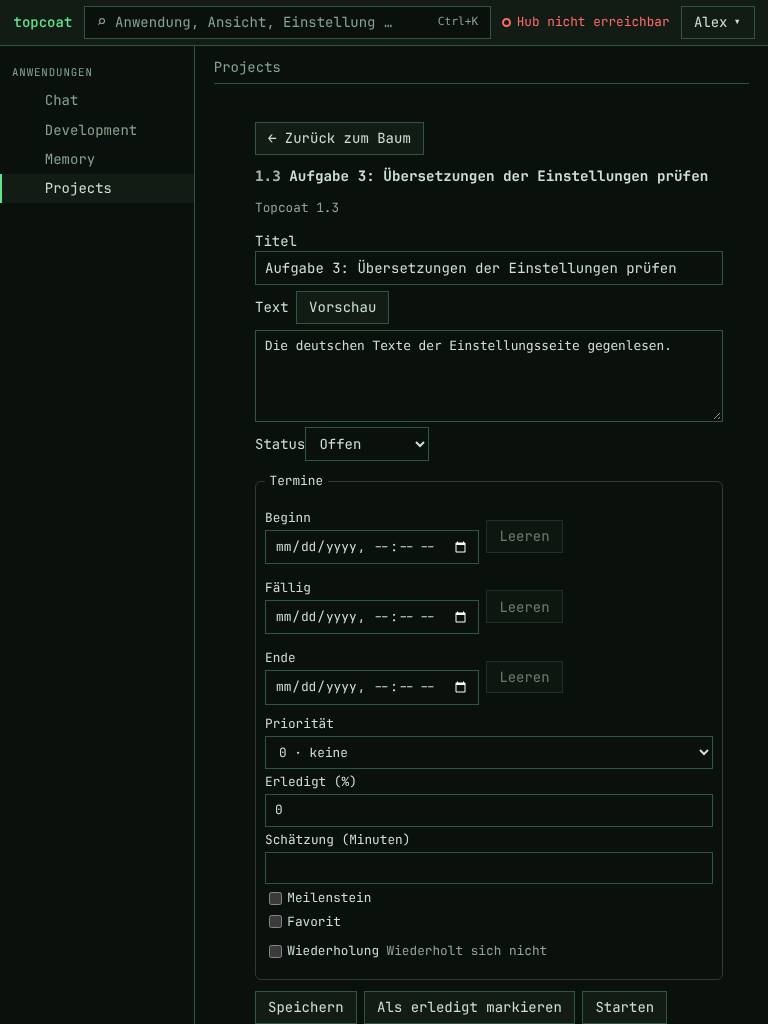 topcoat
Anwendung, Ansicht, Einstellung … Ctrl+K
Hub nicht erreichbar
Alex ▾
ANWENDUNGEN
Chat
Development
Memory
Projects
Projects
← Zurück zum Baum
1.3 Aufgabe 3: Übersetzungen der Einstellungen prüfen
Topcoat 1.3
Titel
Aufgabe 3: Übersetzungen der Einstellungen prüfen
Text Vorschau
Die deutschen Texte der Einstellungsseite gegenlesen.
Status Offen
Termine
Beginn
mm/dd/yyyy, --:-- -- Leeren
Fällig
mm/dd/yyyy, --:-- -- Leeren
Ende
mm/dd/yyyy, --:-- -- Leeren
Priorität
0 · keine
Erledigt (%)
0
Schätzung (Minuten)
Meilenstein
Favorit
Wiederholung Wiederholt sich nicht
Speichern Als erledigt markieren Starten